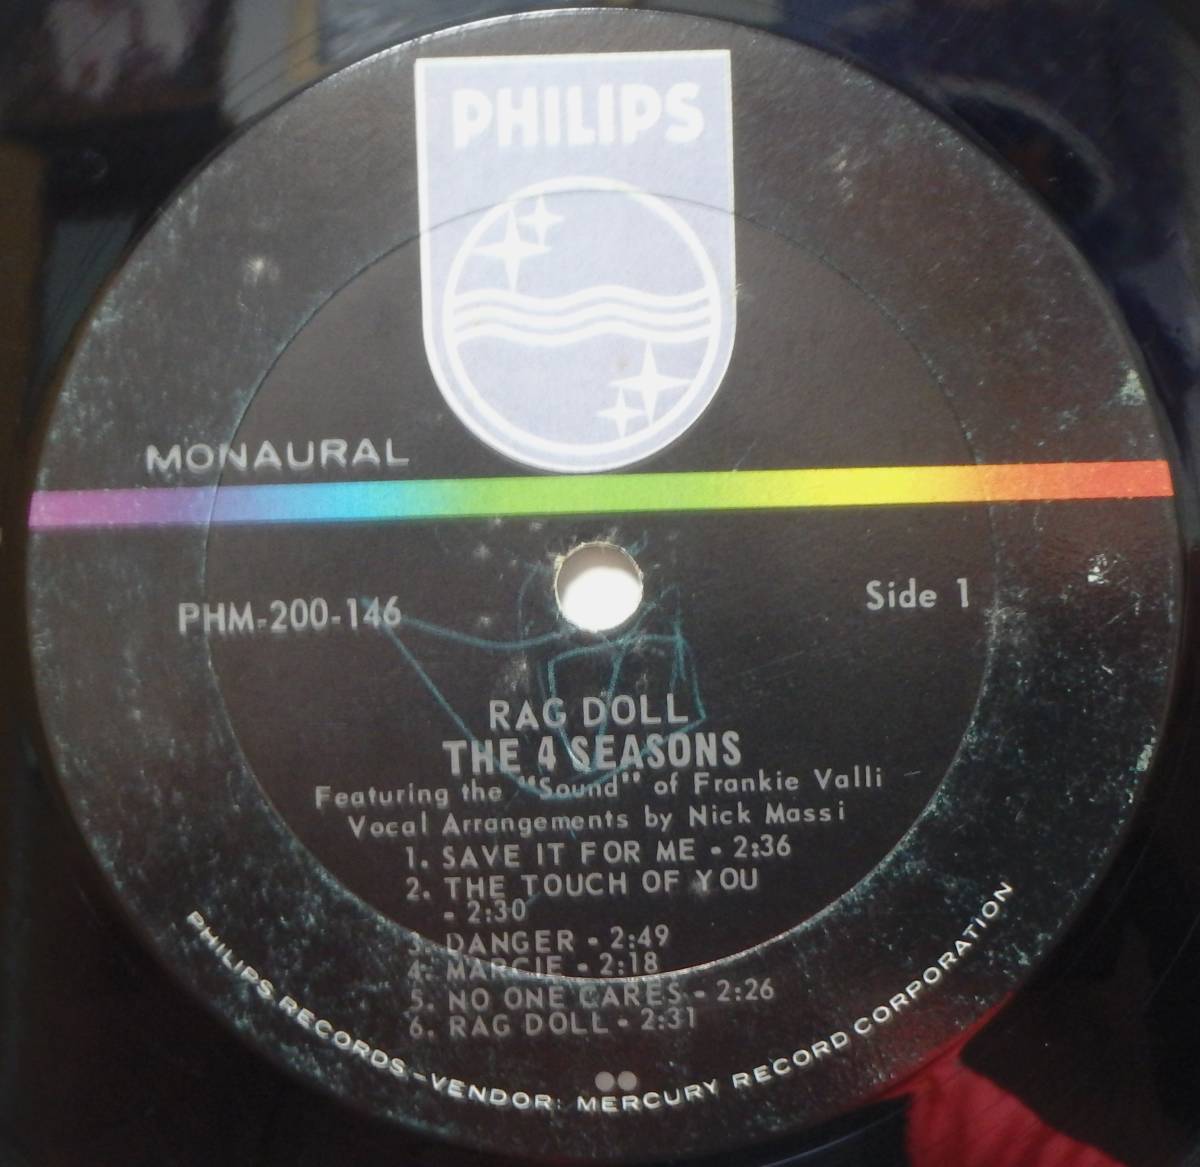 PHILIPS
MONAURAL
PHM-200-146
Side 1
RAG DOLL
THE 4 SEASONS
Featuring the "Sound" of Frankie Valli
Vocal Arrangements by Nick Massi
1. SAVE IT FOR ME - 2:36
2. THE TOUCH OF YOU
- 2:30
3. DANGER - 2:49
4. MARGIE - 2:18
5. NO ONE CARES - 2:26
6. RAG DOLL - 2:31
PHILIPS RECORDS - VENDOR: MERCURY RECORD CORPORATION